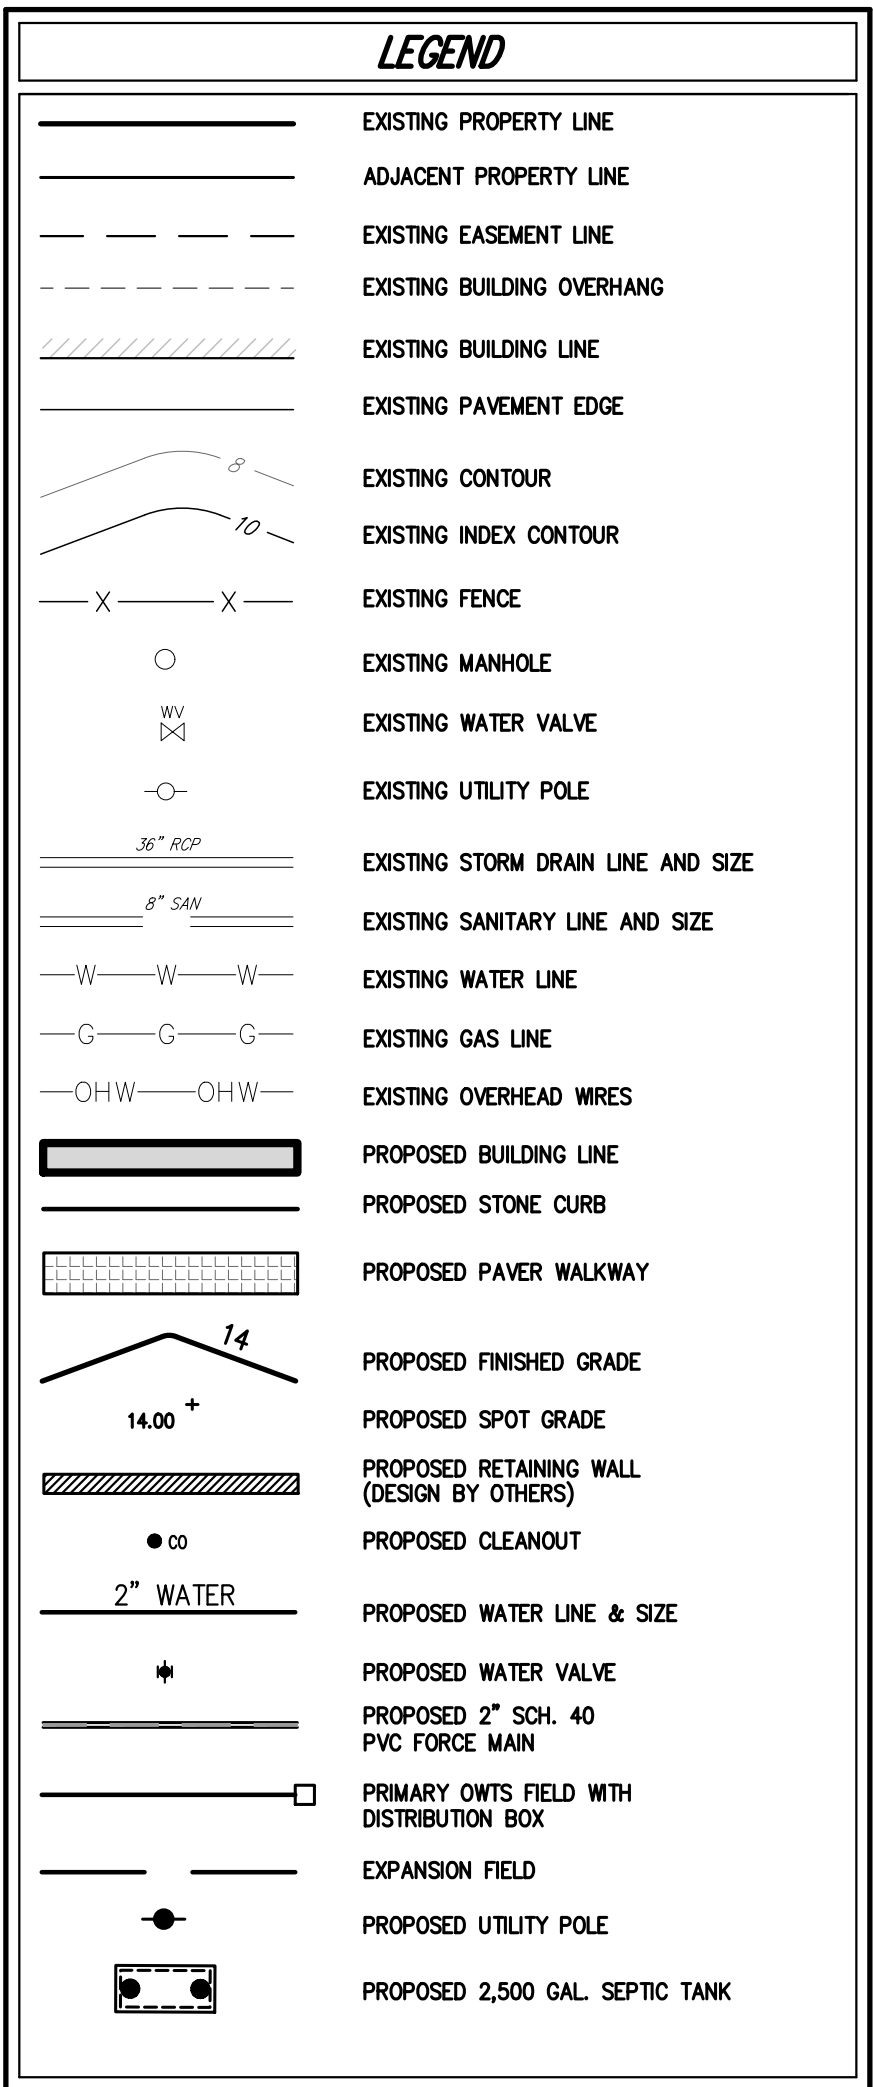 LEGEND
EXISTING PROPERTY LINE
ADJACENT PROPERTY LINE
EXISTING EASEMENT LINE
EXISTING BUILDING OVERHANG
EXISTING BUILDING LINE
EXISTING PAVEMENT EDGE
8 EXISTING CONTOUR
10 EXISTING INDEX CONTOUR
X X EXISTING FENCE
EXISTING MANHOLE
WV
EXISTING WATER VALVE
EXISTING UTILITY POLE
36" RCP
EXISTING STORM DRAIN LINE AND SIZE
8" SAN
EXISTING SANITARY LINE AND SIZE
W W W EXISTING WATER LINE
G G G EXISTING GAS LINE
OHW OHW EXISTING OVERHEAD WIRES
PROPOSED BUILDING LINE
PROPOSED STONE CURB
PROPOSED PAVER WALKWAY
14
PROPOSED FINISHED GRADE
14.00 + PROPOSED SPOT GRADE
PROPOSED RETAINING WALL
(DESIGN BY OTHERS)
CO PROPOSED CLEANOUT
2" WATER
PROPOSED WATER LINE & SIZE
PROPOSED WATER VALVE
PROPOSED 2" SCH. 40
PVC FORCE MAIN
PRIMARY OWTS FIELD WITH
DISTRIBUTION BOX
EXPANSION FIELD
PROPOSED UTILITY POLE
PROPOSED 2,500 GAL. SEPTIC TANK